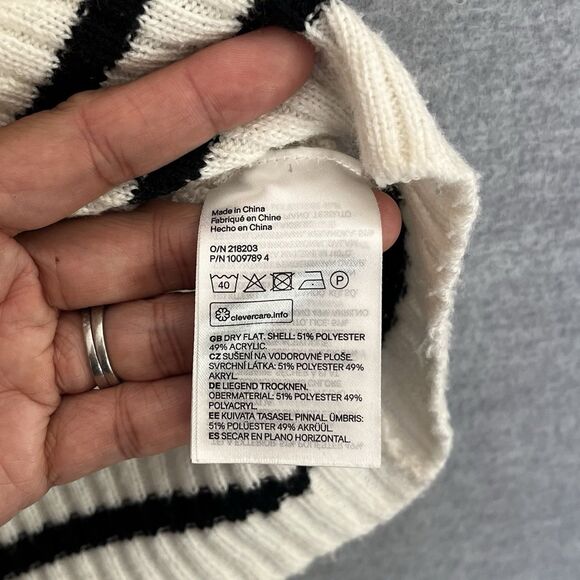 Made in China
Fabriqué en Chine
Hecho en China
O/N 218203
P/N 1009789 4
40 P
clevercare.info
GB DRY FLAT. SHELL: 51% POLYESTER
49% ACRYLIC.
CZ SUŠENÍ NA VODOROVNÉ PLOŠE.
SVRCHNÍ LÁTKA: 51% POLYESTER 49%
AKRYL.
DE LIEGEND TROCKNEN.
OBERMATERIAL: 51% POLYESTER 49%
POLYACRYL.
EE KUIVATA TASASEL PINNAL. ÜMBRIS:
51% POLÜESTER 49% AKRÜÜL.
ES SECAR EN PLANO HORIZONTAL.